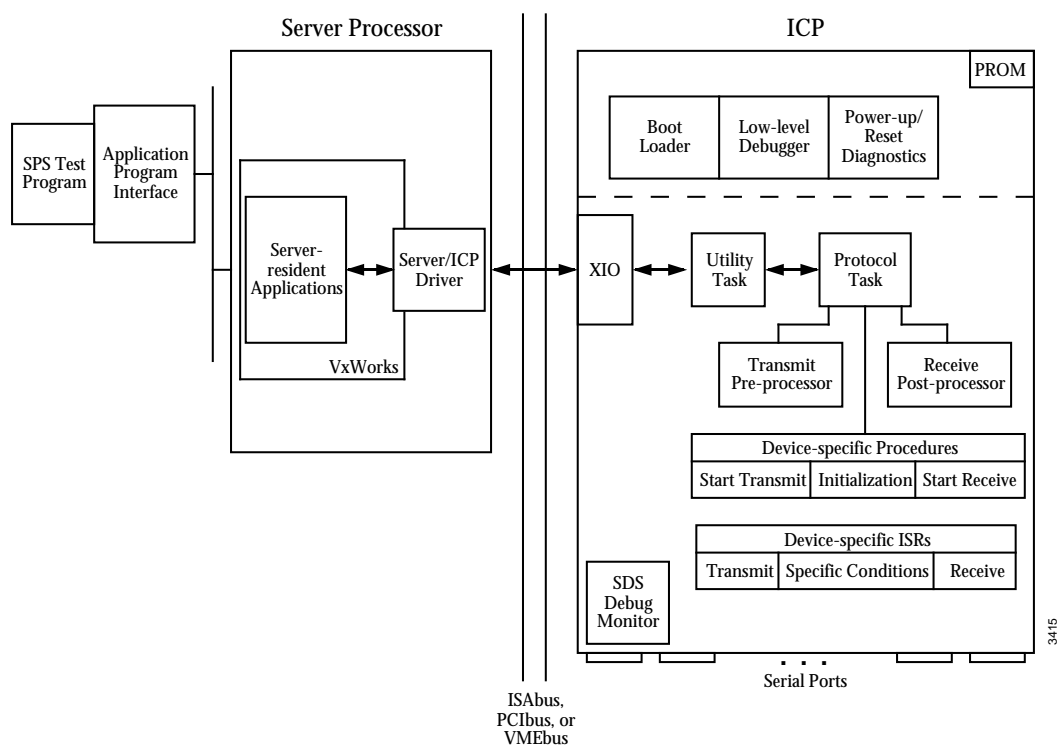 Server Processor
ICP
PROM
SPS Test
Program
Application
Program
Interface
Boot
Loader
Low-level
Debugger
Power-up/
Reset
Diagnostics
Server-
resident
Applications
Server/ICP
Driver
VxWorks
XIO
Utility
Task
Protocol
Task
Transmit
Pre-processor
Receive
Post-processor
Device-specific Procedures
Start Transmit
Initialization
Start Receive
Device-specific ISRs
Transmit
Specific Conditions
Receive
SDS
Debug
Monitor
3415
. . .
Serial Ports
ISAbus,
PCIbus, or
VMEbus